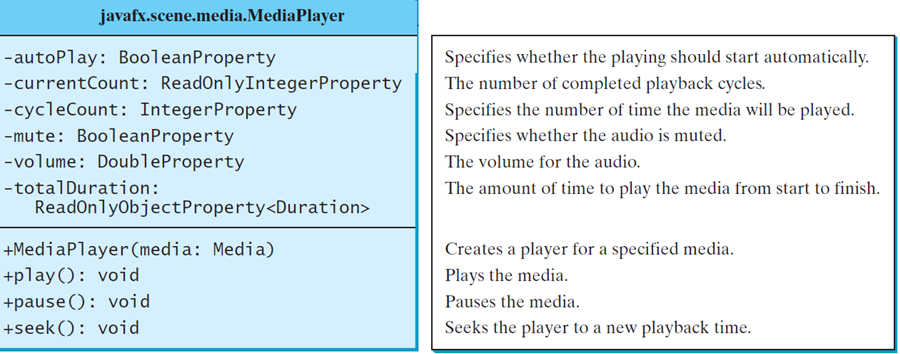 javafx.scene.media.MediaPlayer
-autoPlay: BooleanProperty
-currentCount: ReadOnlyIntegerProperty
-cycleCount: IntegerProperty
-mute: BooleanProperty
-volume: DoubleProperty
-totalDuration:
ReadOnlyObjectProperty<Duration>
+MediaPlayer(media: Media)
+play(): void
+pause(): void
+seek(): void
Specifies whether the playing should start automatically.
The number of completed playback cycles.
Specifies the number of time the media will be played.
Specifies whether the audio is muted.
The volume for the audio.
The amount of time to play the media from start to finish.
Creates a player for a specified media.
Plays the media.
Pauses the media.
Seeks the player to a new playback time.